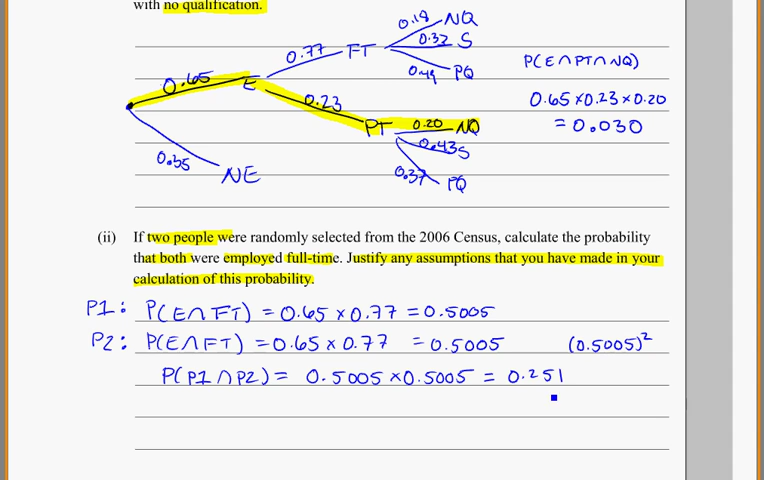 with no qualification.
0.18 NQ
0.77 FT 0.32 S
0.49 PQ
P(E∩PT∩NQ)
0.65 E
0.23
0.65 × 0.23 × 0.20
PT 0.20 NQ
= 0.030
0.43 S
0.35 NE
0.37 PQ
(ii) If two people were randomly selected from the 2006 Census, calculate the probability
that both were employed full-time. Justify any assumptions that you have made in your
calculation of this probability.
P1: P(E∩FT) = 0.65 × 0.77 = 0.5005
P2: P(E∩FT) = 0.65 × 0.77 = 0.5005 (0.5005)²
P(P1∩P2) = 0.5005 × 0.5005 = 0.251